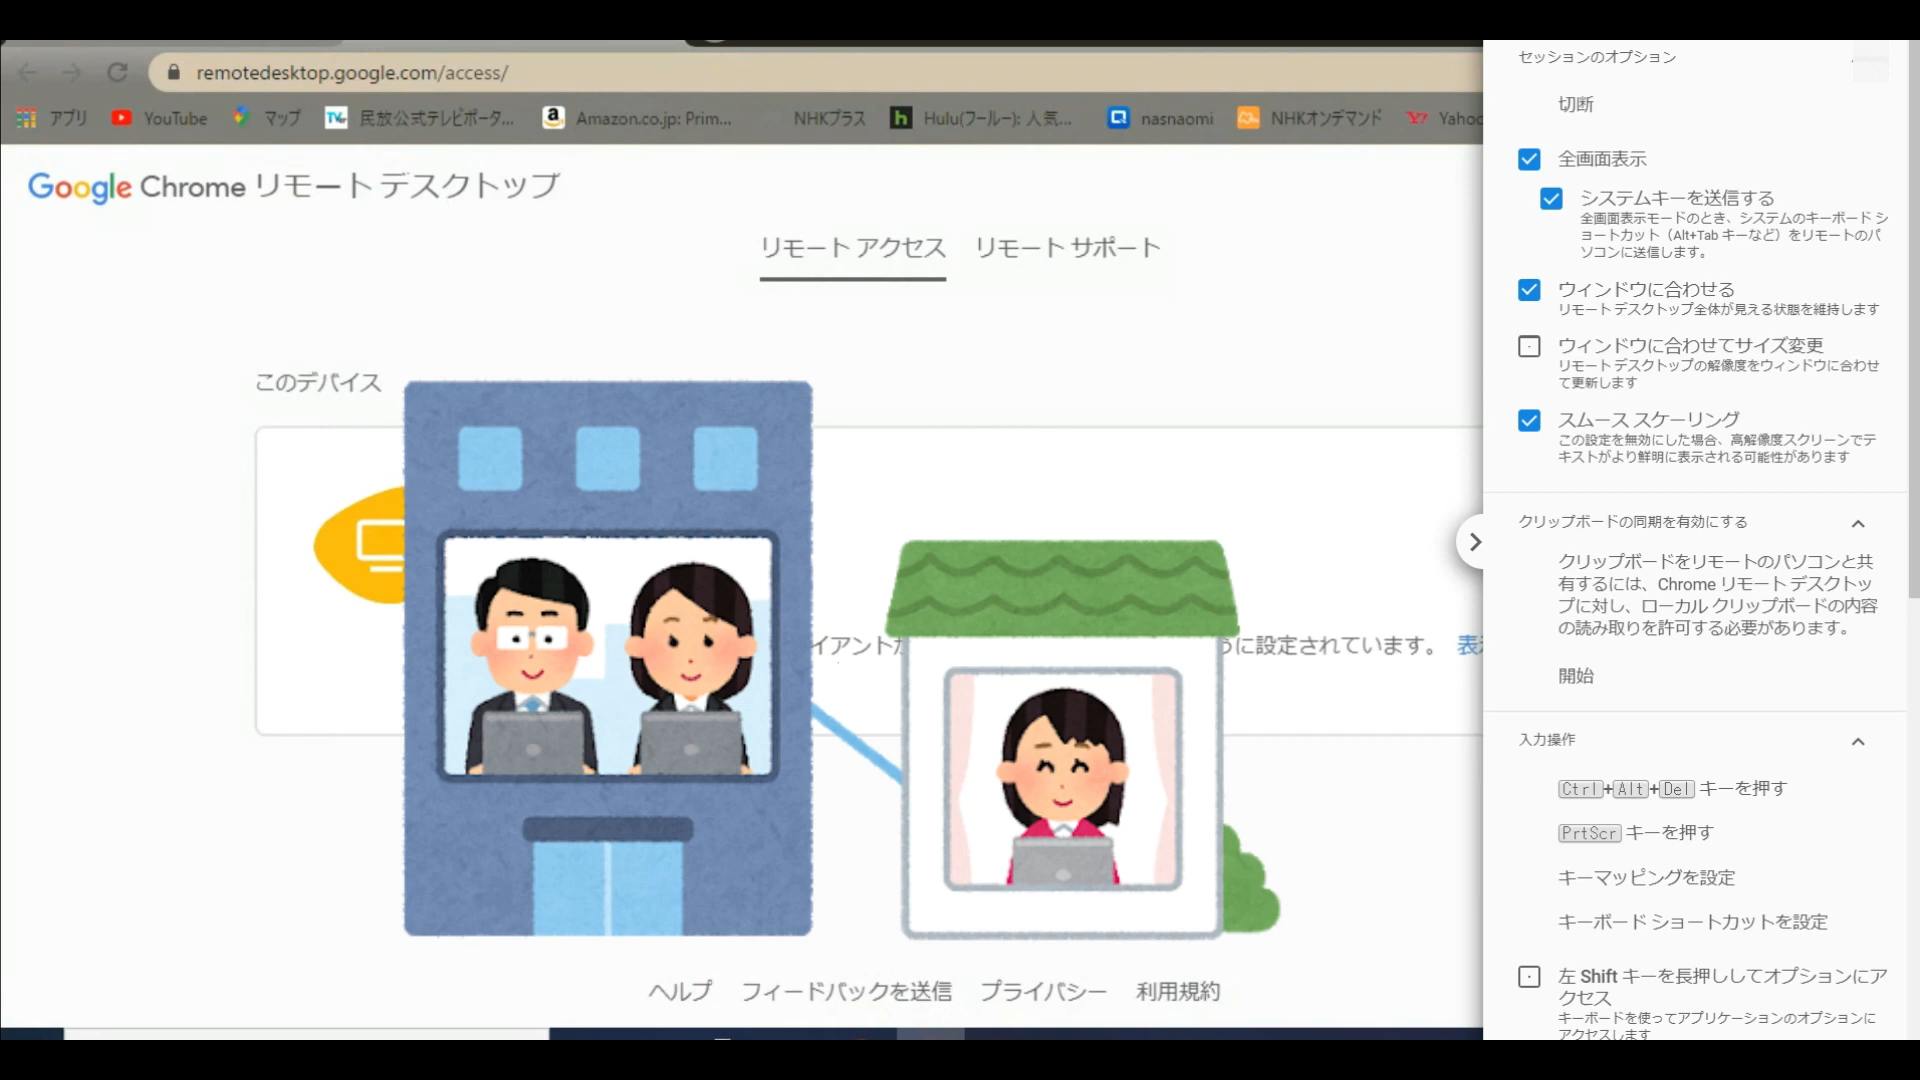 remotedesktop.google.com/access/
アプリ YouTube マップ 民放公式テレビポータ... Amazon.co.jp: Prim... NHKプラス Hulu(フールー): 人気... nasnaomi NHKオンデマンド Yahoo
Google Chrome リモート デスクトップ
リモート アクセス リモート サポート
このデバイス
イアントが
うに設定されています。 表示
ヘルプ フィードバックを送信 プライバシー 利用規約
セッションのオプション
切断
全画面表示
システムキーを送信する
全画面表示モードのとき、システムのキーボード シ
ョートカット（Alt+Tab キーなど）をリモートのパ
ソコンに送信します。
ウィンドウに合わせる
リモート デスクトップ全体が見える状態を維持します
ウィンドウに合わせてサイズ変更
リモート デスクトップの解像度をウィンドウに合わせ
て更新します
スムーズ スケーリング
この設定を無効にした場合、高解像度スクリーンでテ
キストがより鮮明に表示される可能性があります
クリップボードの同期を有効にする
クリップボードをリモートのパソコンと共
有するには、Chrome リモート デスクトッ
プに対し、ローカル クリップボードの内容
の読み取りを許可する必要があります。
開始
入力操作
Ctrl+Alt+Del キーを押す
PrtScr キーを押す
キーマッピングを設定
キーボード ショートカットを設定
左 Shift キーを長押ししてオプションにア
クセス
キーボードを使ってアプリケーションのオプションに
アクセスします